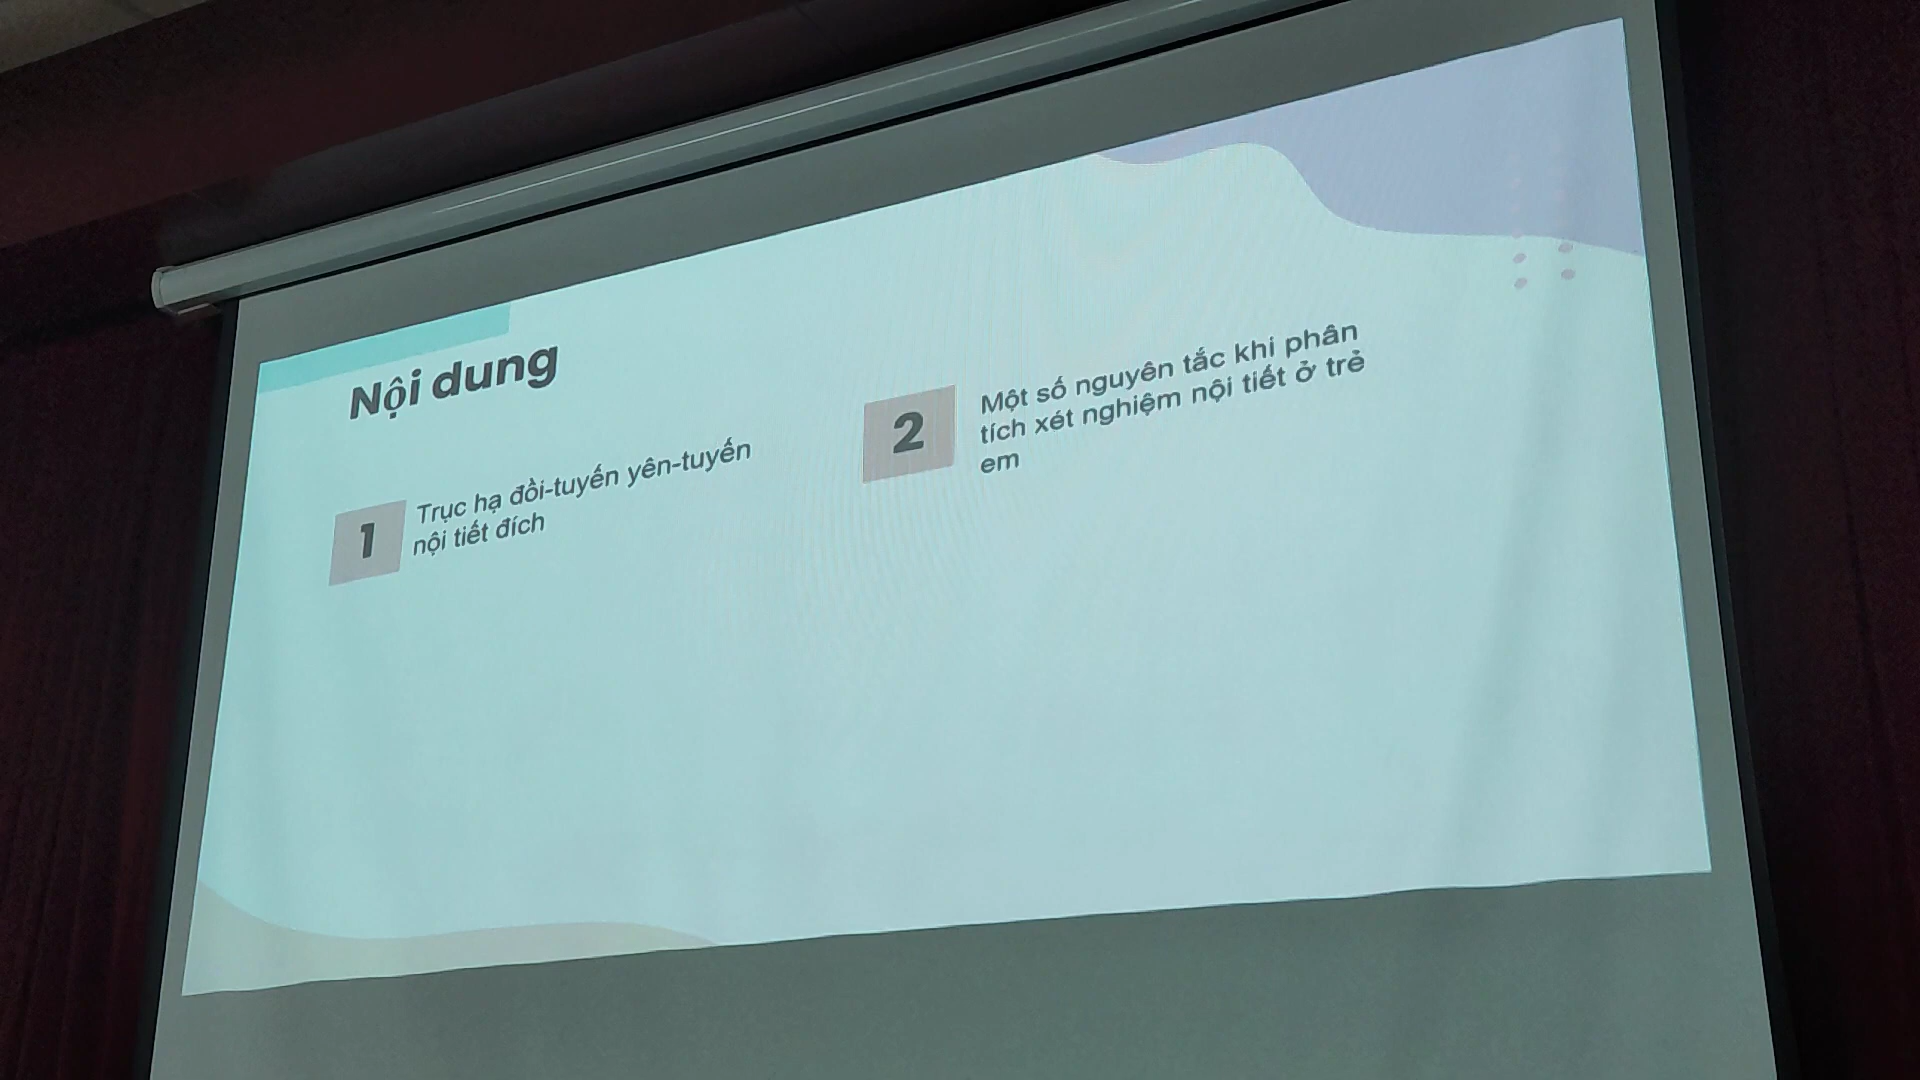 Nội dung
1
Trục hạ đồi-tuyến yên-tuyến
nội tiết đích
2
Một số nguyên tắc khi phân
tích xét nghiệm nội tiết ở trẻ
em